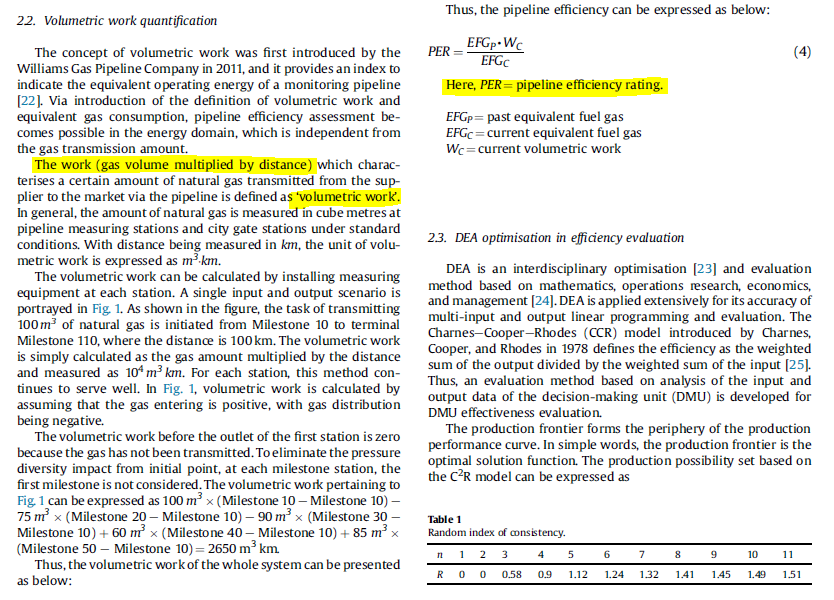 2.2. Volumetric work quantification
The concept of volumetric work was first introduced by the
Williams Gas Pipeline Company in 2011, and it provides an index to
indicate the equivalent operating energy of a monitoring pipeline
[22]. Via introduction of the definition of volumetric work and
equivalent gas consumption, pipeline efficiency assessment be-
comes possible in the energy domain, which is independent from
the gas transmission amount.
The work (gas volume multiplied by distance) which charac-
terises a certain amount of natural gas transmitted from the sup-
plier to the market via the pipeline is defined as 'volumetric work'.
In general, the amount of natural gas is measured in cube metres at
pipeline measuring stations and city gate stations under standard
conditions. With distance being measured in km, the unit of volu-
metric work is expressed as m³·km.
The volumetric work can be calculated by installing measuring
equipment at each station. A single input and output scenario is
portrayed in Fig. 1. As shown in the figure, the task of transmitting
100 m³ of natural gas is initiated from Milestone 10 to terminal
Milestone 110, where the distance is 100 km. The volumetric work
is simply calculated as the gas amount multiplied by the distance
and measured as 10⁴ m³ km. For each station, this method con-
tinues to serve well. In Fig. 1, volumetric work is calculated by
assuming that the gas entering is positive, with gas distribution
being negative.
The volumetric work before the outlet of the first station is zero
because the gas has not been transmitted. To eliminate the pressure
diversity impact from initial point, at each milestone station, the
first milestone is not considered. The volumetric work pertaining to
Fig. 1 can be expressed as 100 m³ × (Milestone 10 − Milestone 10) −
75 m³ × (Milestone 20 − Milestone 10) − 90 m³ × (Milestone 30 −
Milestone 10) + 60 m³ × (Milestone 40 − Milestone 10) + 85 m³ ×
(Milestone 50 − Milestone 10) = 2650 m³ km.
Thus, the volumetric work of the whole system can be presented
as below:
Thus, the pipeline efficiency can be expressed as below:
PER = EFG_P • W_C / EFG_C (4)
Here, PER = pipeline efficiency rating.
EFG_P = past equivalent fuel gas
EFG_C = current equivalent fuel gas
W_C = current volumetric work
2.3. DEA optimisation in efficiency evaluation
DEA is an interdisciplinary optimisation [23] and evaluation
method based on mathematics, operations research, economics,
and management [24]. DEA is applied extensively for its accuracy of
multi-input and output linear programming and evaluation. The
Charnes–Cooper–Rhodes (CCR) model introduced by Charnes,
Cooper, and Rhodes in 1978 defines the efficiency as the weighted
sum of the output divided by the weighted sum of the input [25].
Thus, an evaluation method based on analysis of the input and
output data of the decision-making unit (DMU) is developed for
DMU effectiveness evaluation.
The production frontier forms the periphery of the production
performance curve. In simple words, the production frontier is the
optimal solution function. The production possibility set based on
the C²R model can be expressed as
Table 1
Random index of consistency.
n 1 2 3 4 5 6 7 8 9 10 11
R 0 0 0.58 0.9 1.12 1.24 1.32 1.41 1.45 1.49 1.51